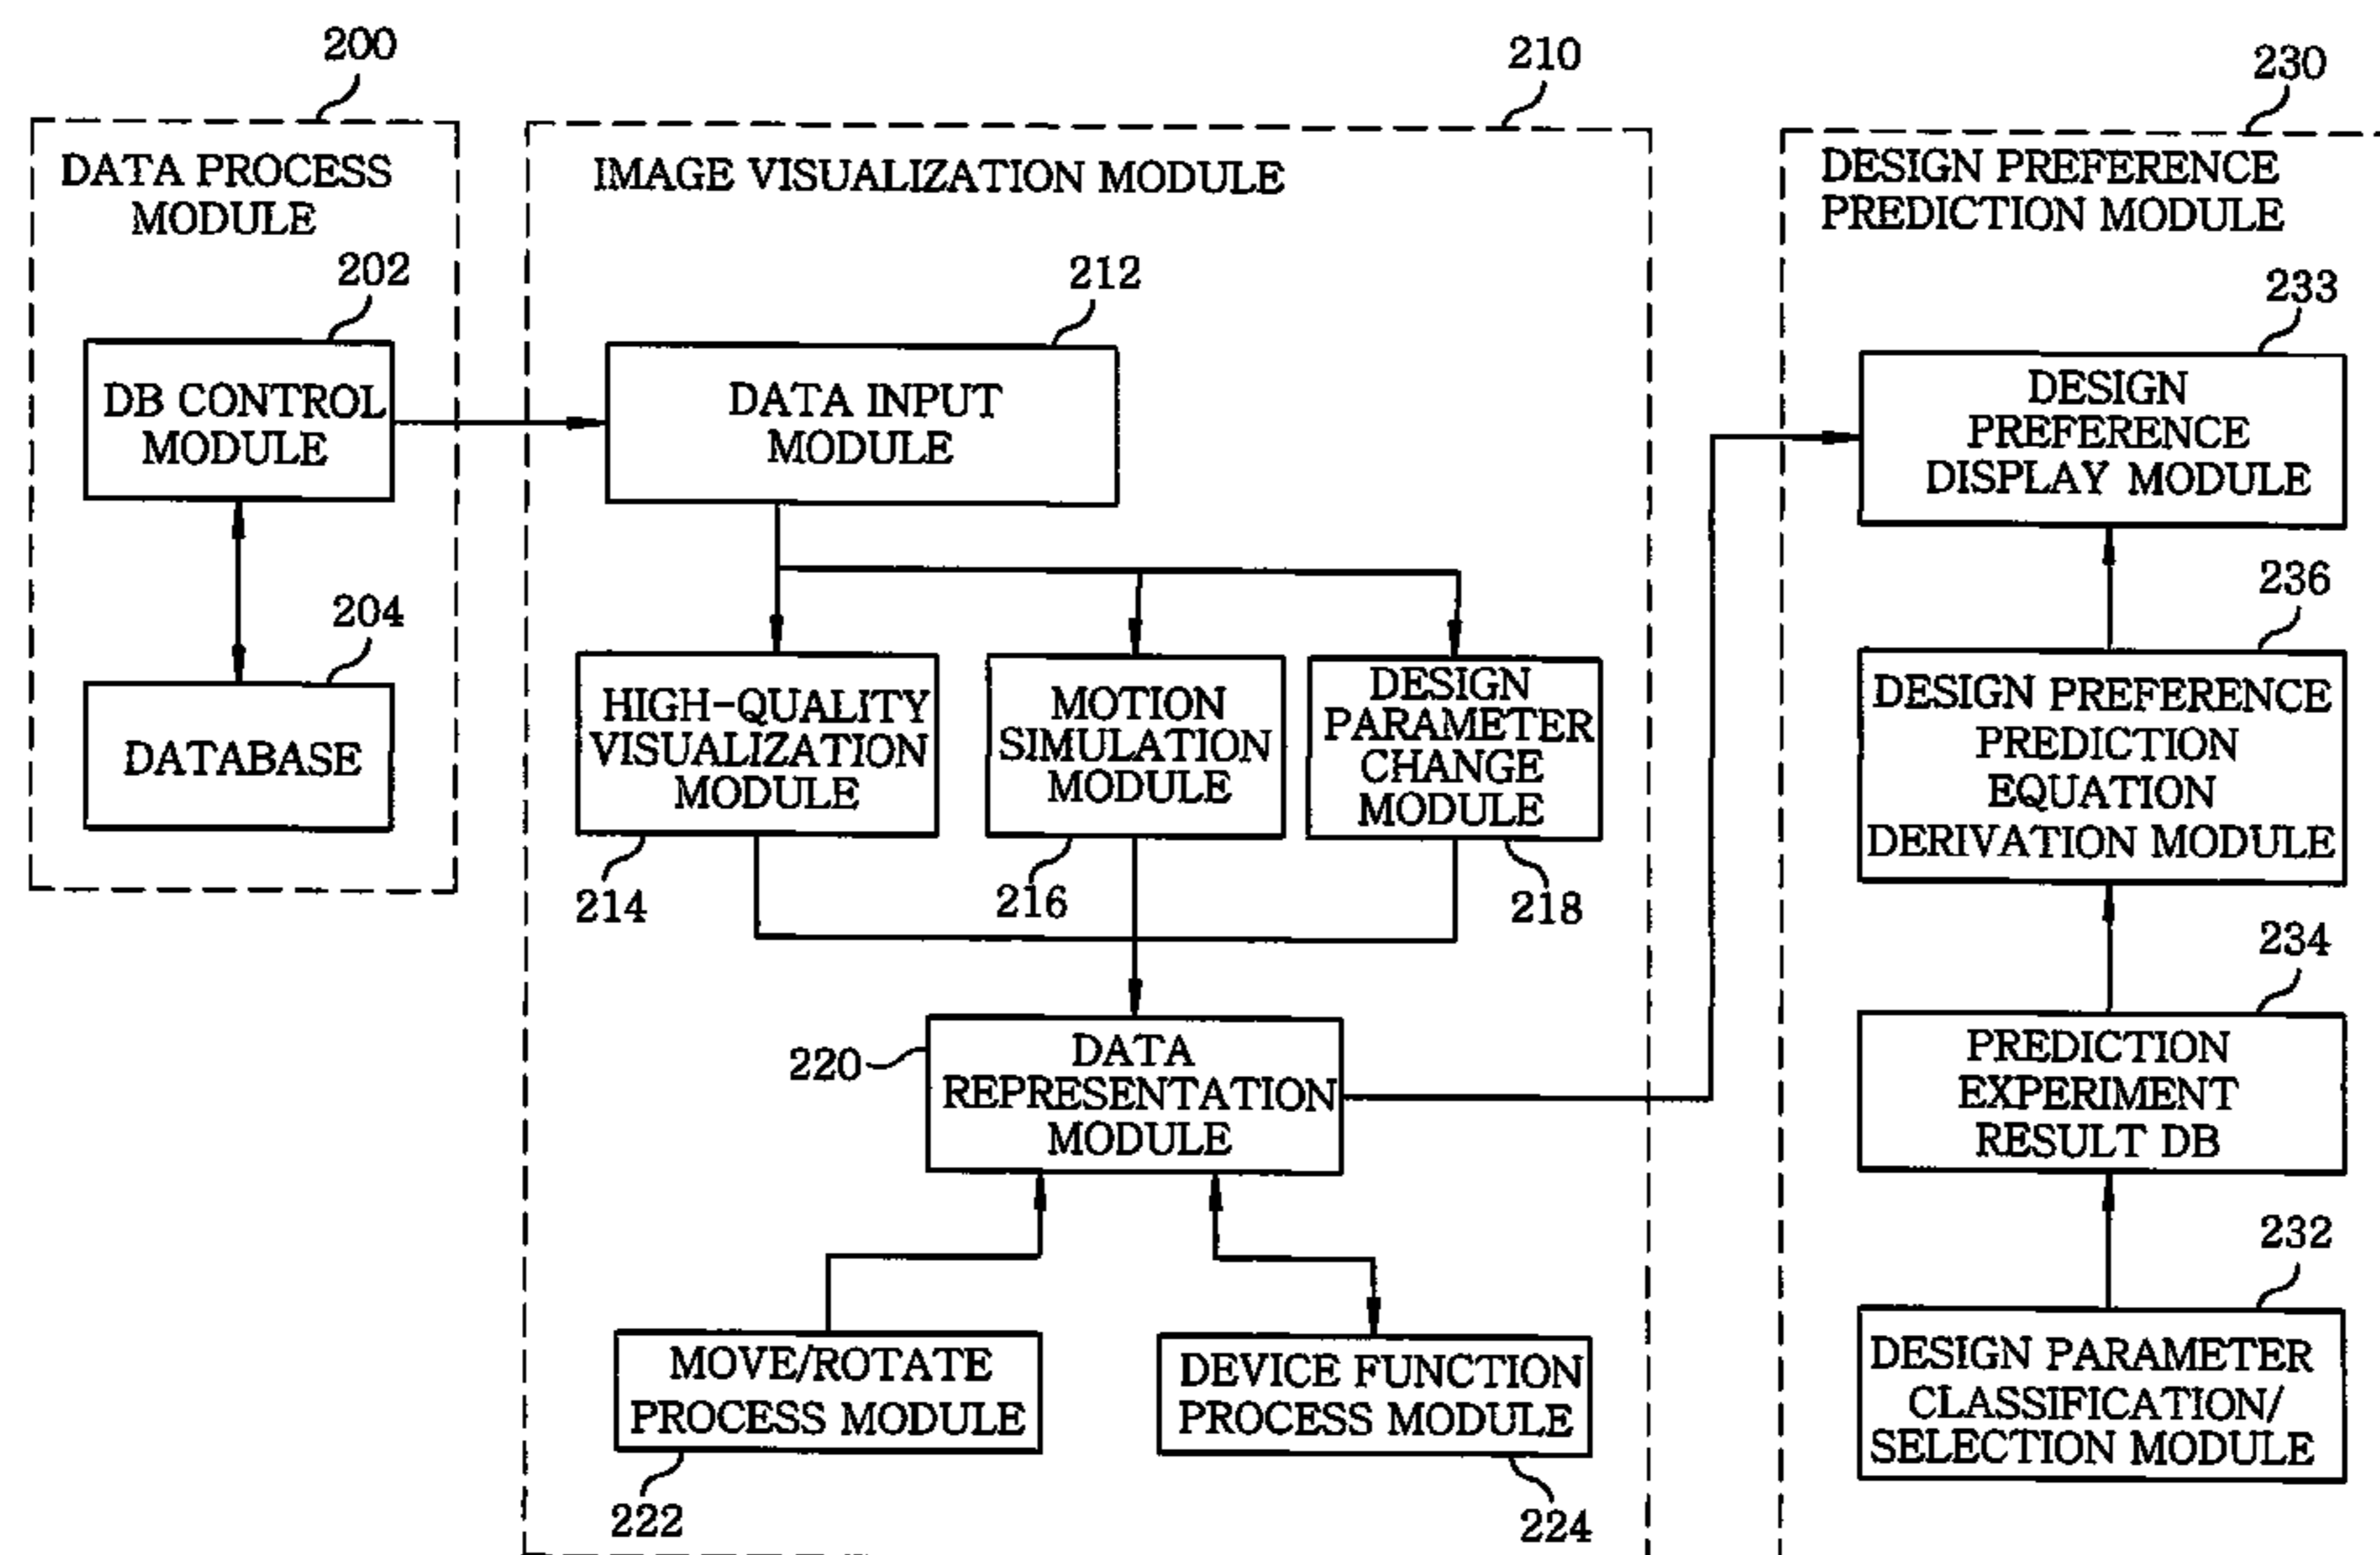 200
DATA PROCESS
MODULE
202
DB CONTROL
MODULE
204
DATABASE
210
IMAGE VISUALIZATION MODULE
212
DATA INPUT
MODULE
HIGH-QUALITY
VISUALIZATION
MODULE
214
MOTION
SIMULATION
MODULE
216
DESIGN
PARAMETER
CHANGE
MODULE
218
220
DATA
REPRESENTATION
MODULE
MOVE/ROTATE
PROCESS MODULE
222
DEVICE FUNCTION
PROCESS MODULE
224
230
DESIGN PREFERENCE
PREDICTION MODULE
233
DESIGN
PREFERENCE
DISPLAY MODULE
236
DESIGN PREFERENCE
PREDICTION
EQUATION
DERIVATION MODULE
234
PREDICTION
EXPERIMENT
RESULT DB
232
DESIGN PARAMETER
CLASSIFICATION/
SELECTION MODULE